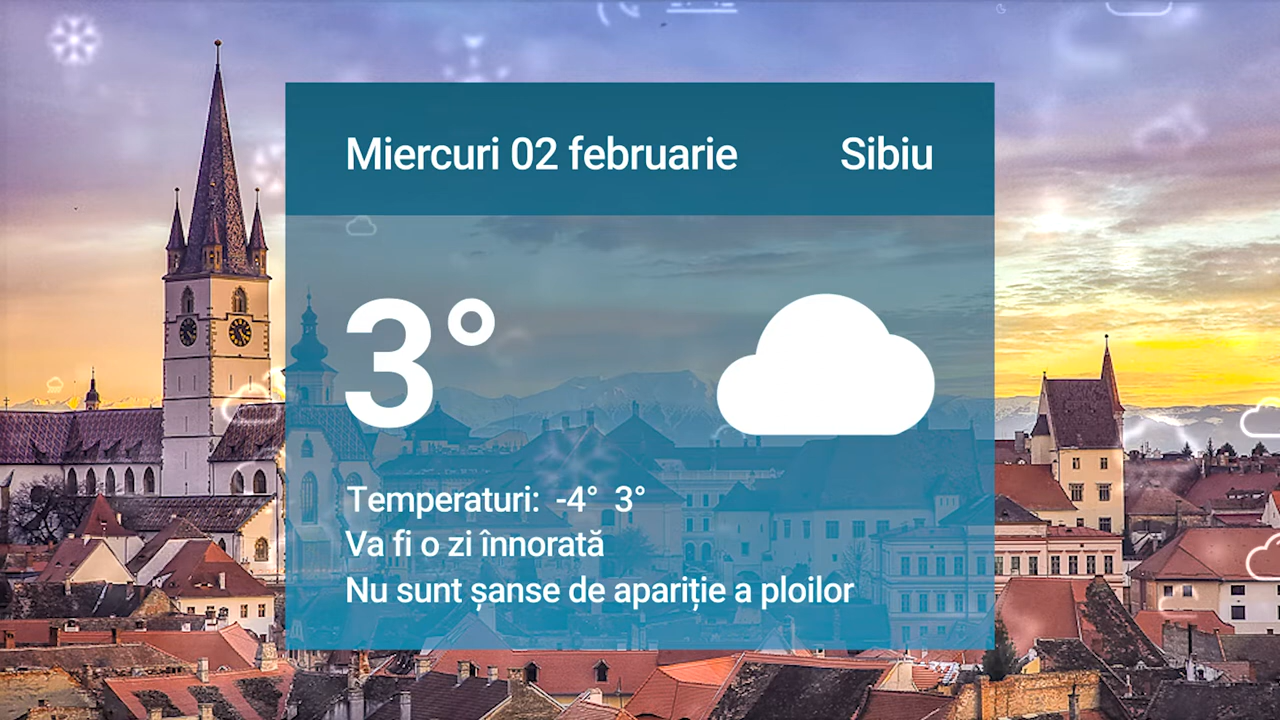 Miercuri 02 februarie Sibiu
3°
Temperaturi: -4° 3°
Va fi o zi înnorată
Nu sunt șanse de apariție a ploilor